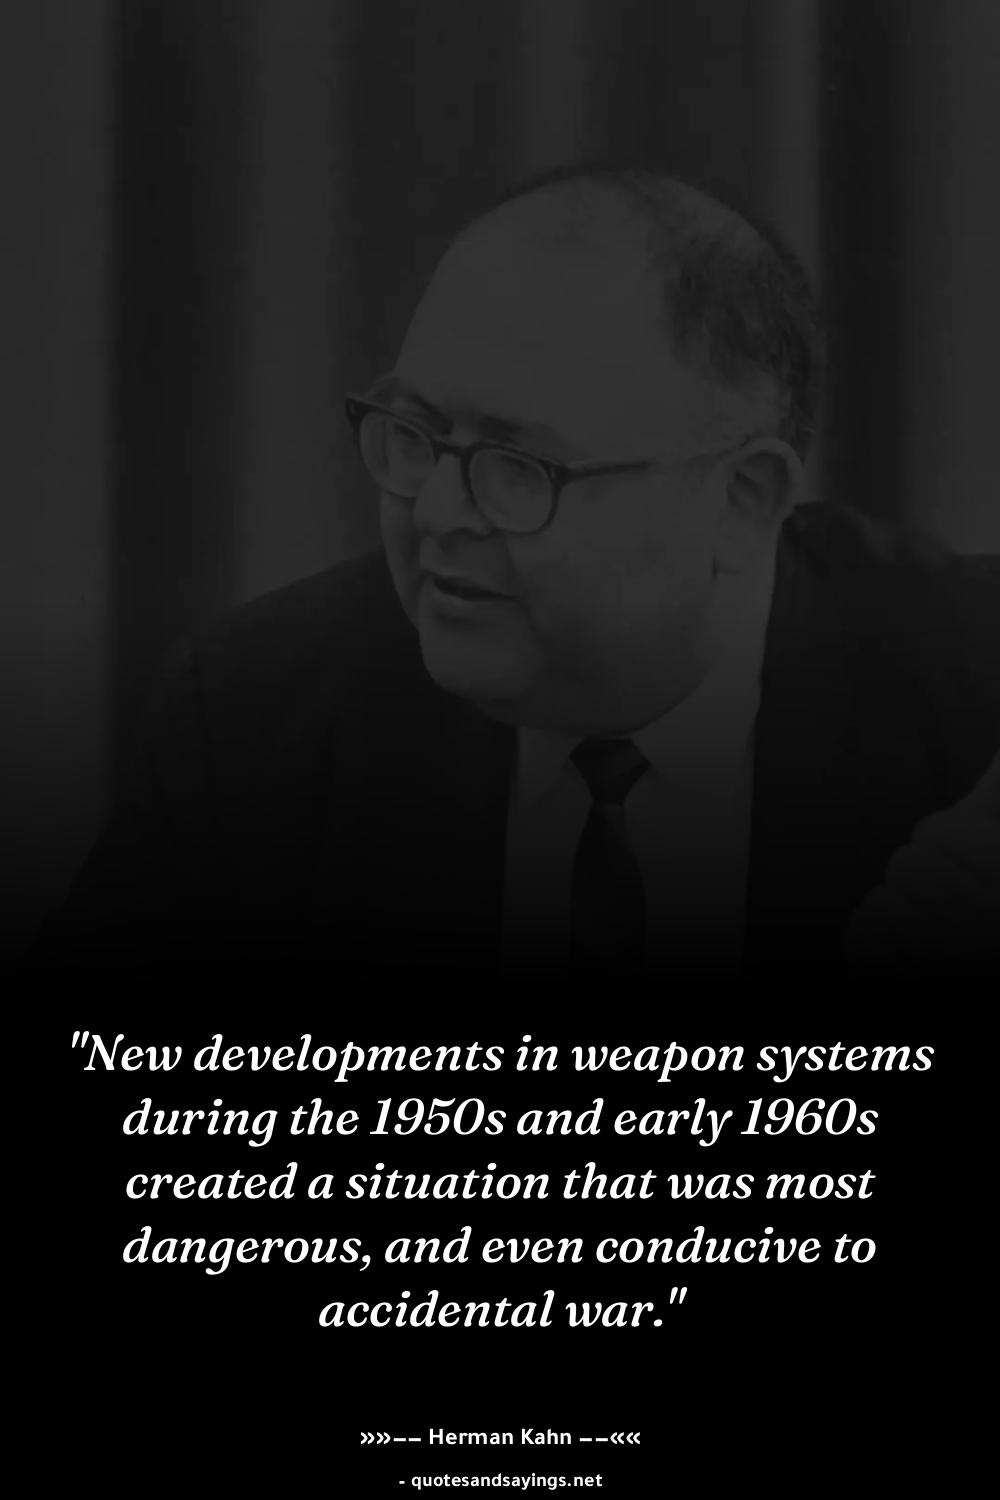 "New developments in weapon systems
during the 1950s and early 1960s
created a situation that was most
dangerous, and even conducive to
accidental war."
»»–– Herman Kahn ––««
- quotesandsayings.net